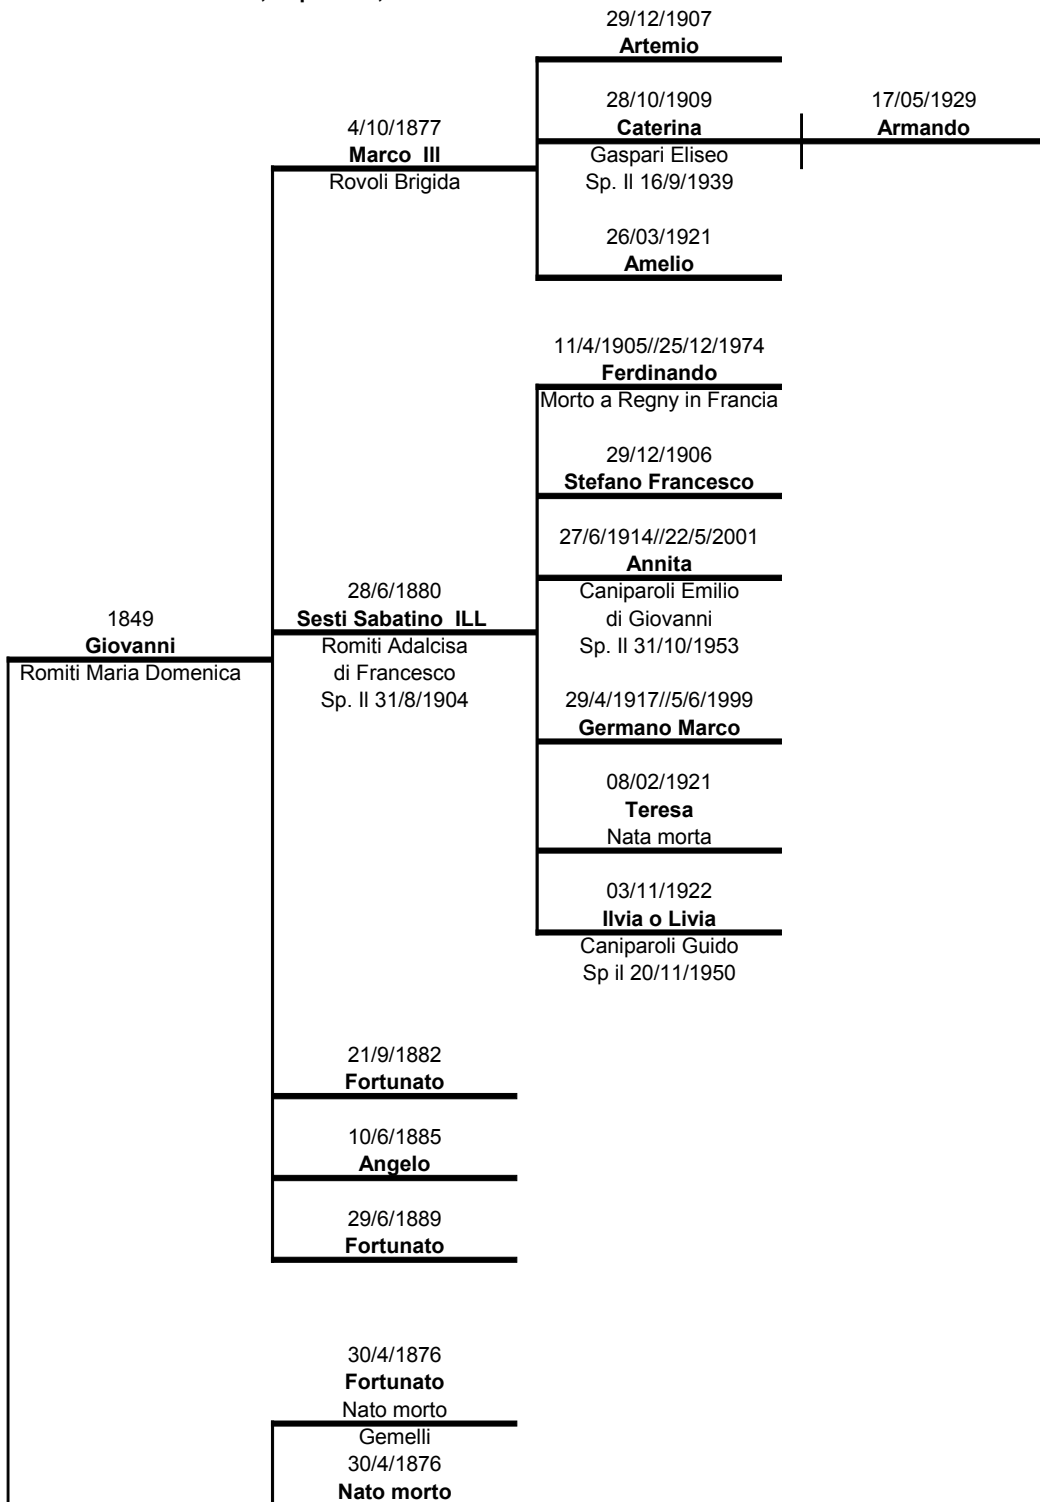 29/12/1907
Artemio
28/10/1909
Caterina
Gaspari Eliseo
Sp. Il 16/9/1939
17/05/1929
Armando
4/10/1877
Marco III
Rovoli Brigida
26/03/1921
Amelio
11/4/1905//25/12/1974
Ferdinando
Morto a Regny in Francia
29/12/1906
Stefano Francesco
27/6/1914//22/5/2001
Annita
Caniparoli Emilio
di Giovanni
Sp. Il 31/10/1953
28/6/1880
Sesti Sabatino ILL
Romiti Adalcisa
di Francesco
Sp. Il 31/8/1904
1849
Giovanni
Romiti Maria Domenica
29/4/1917//5/6/1999
Germano Marco
08/02/1921
Teresa
Nata morta
03/11/1922
Ilvia o Livia
Caniparoli Guido
Sp il 20/11/1950
21/9/1882
Fortunato
10/6/1885
Angelo
29/6/1889
Fortunato
30/4/1876
Fortunato
Nato morto
Gemelli
30/4/1876
Nato morto